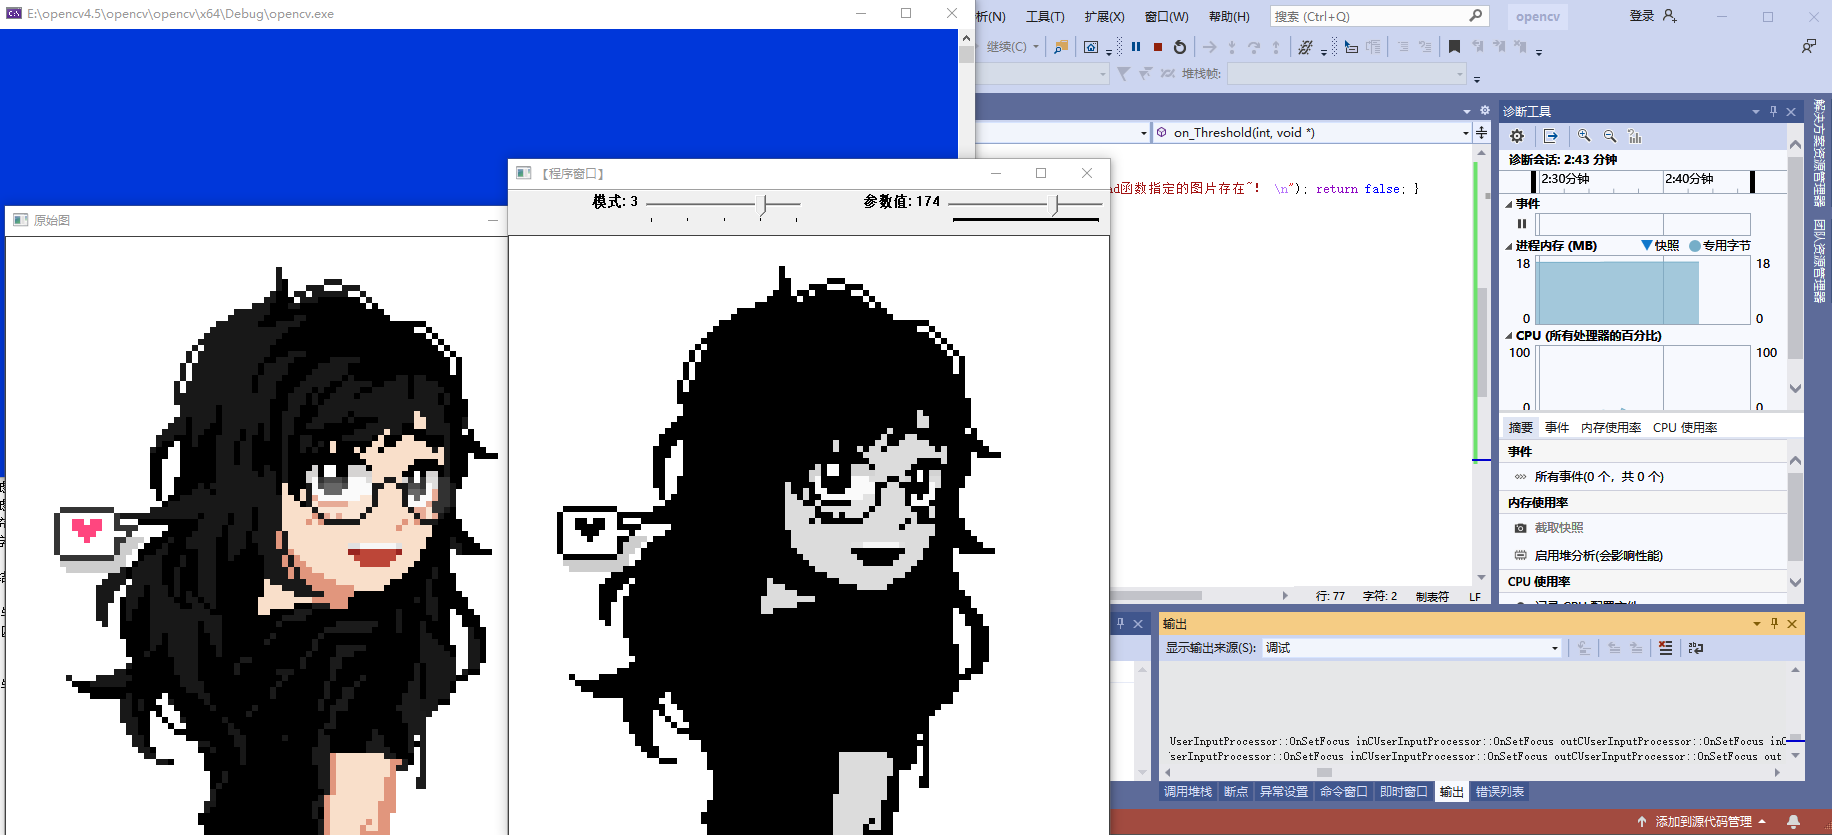 E:\opencv4.5\opencv\opencv\x64\Debug\opencv.exe
析(N) 工具(T) 扩展(X) 窗口(W) 帮助(H) 搜索 (Ctrl+Q) opencv 登录
继续(C)
堆栈帧:
on_Threshold(int, void *)
诊断工具
解决方案资源管理器
团队资源管理器
诊断会话: 2:43 分钟
2:30分钟 2:40分钟
事件
进程内存 (MB) 快照 专用字节
18 18
0 0
CPU (所有处理器的百分比)
100 100
0 0
摘要 事件 内存使用率 CPU 使用率
事件
所有事件(0 个，共 0 个)
内存使用率
截取快照
启用堆分析(会影响性能)
CPU 使用率
记录 CPU 配置文件
【程序窗口】
模式: 3 参数值: 174
原始图
ad函数指定的图片存在~! \n"); return false; }
行: 77 字符: 2 制表符 LF
输出
显示输出来源(S): 调试
UserInputProcessor::OnSetFocus inCUserInputProcessor::OnSetFocus outCUserInputProcessor::OnSetFocus inC
serInputProcessor::OnSetFocus inCUserInputProcessor::OnSetFocus outCUserInputProcessor::OnSetFocus out
调用堆栈 断点 异常设置 命令窗口 即时窗口 输出 错误列表
添加到源代码管理